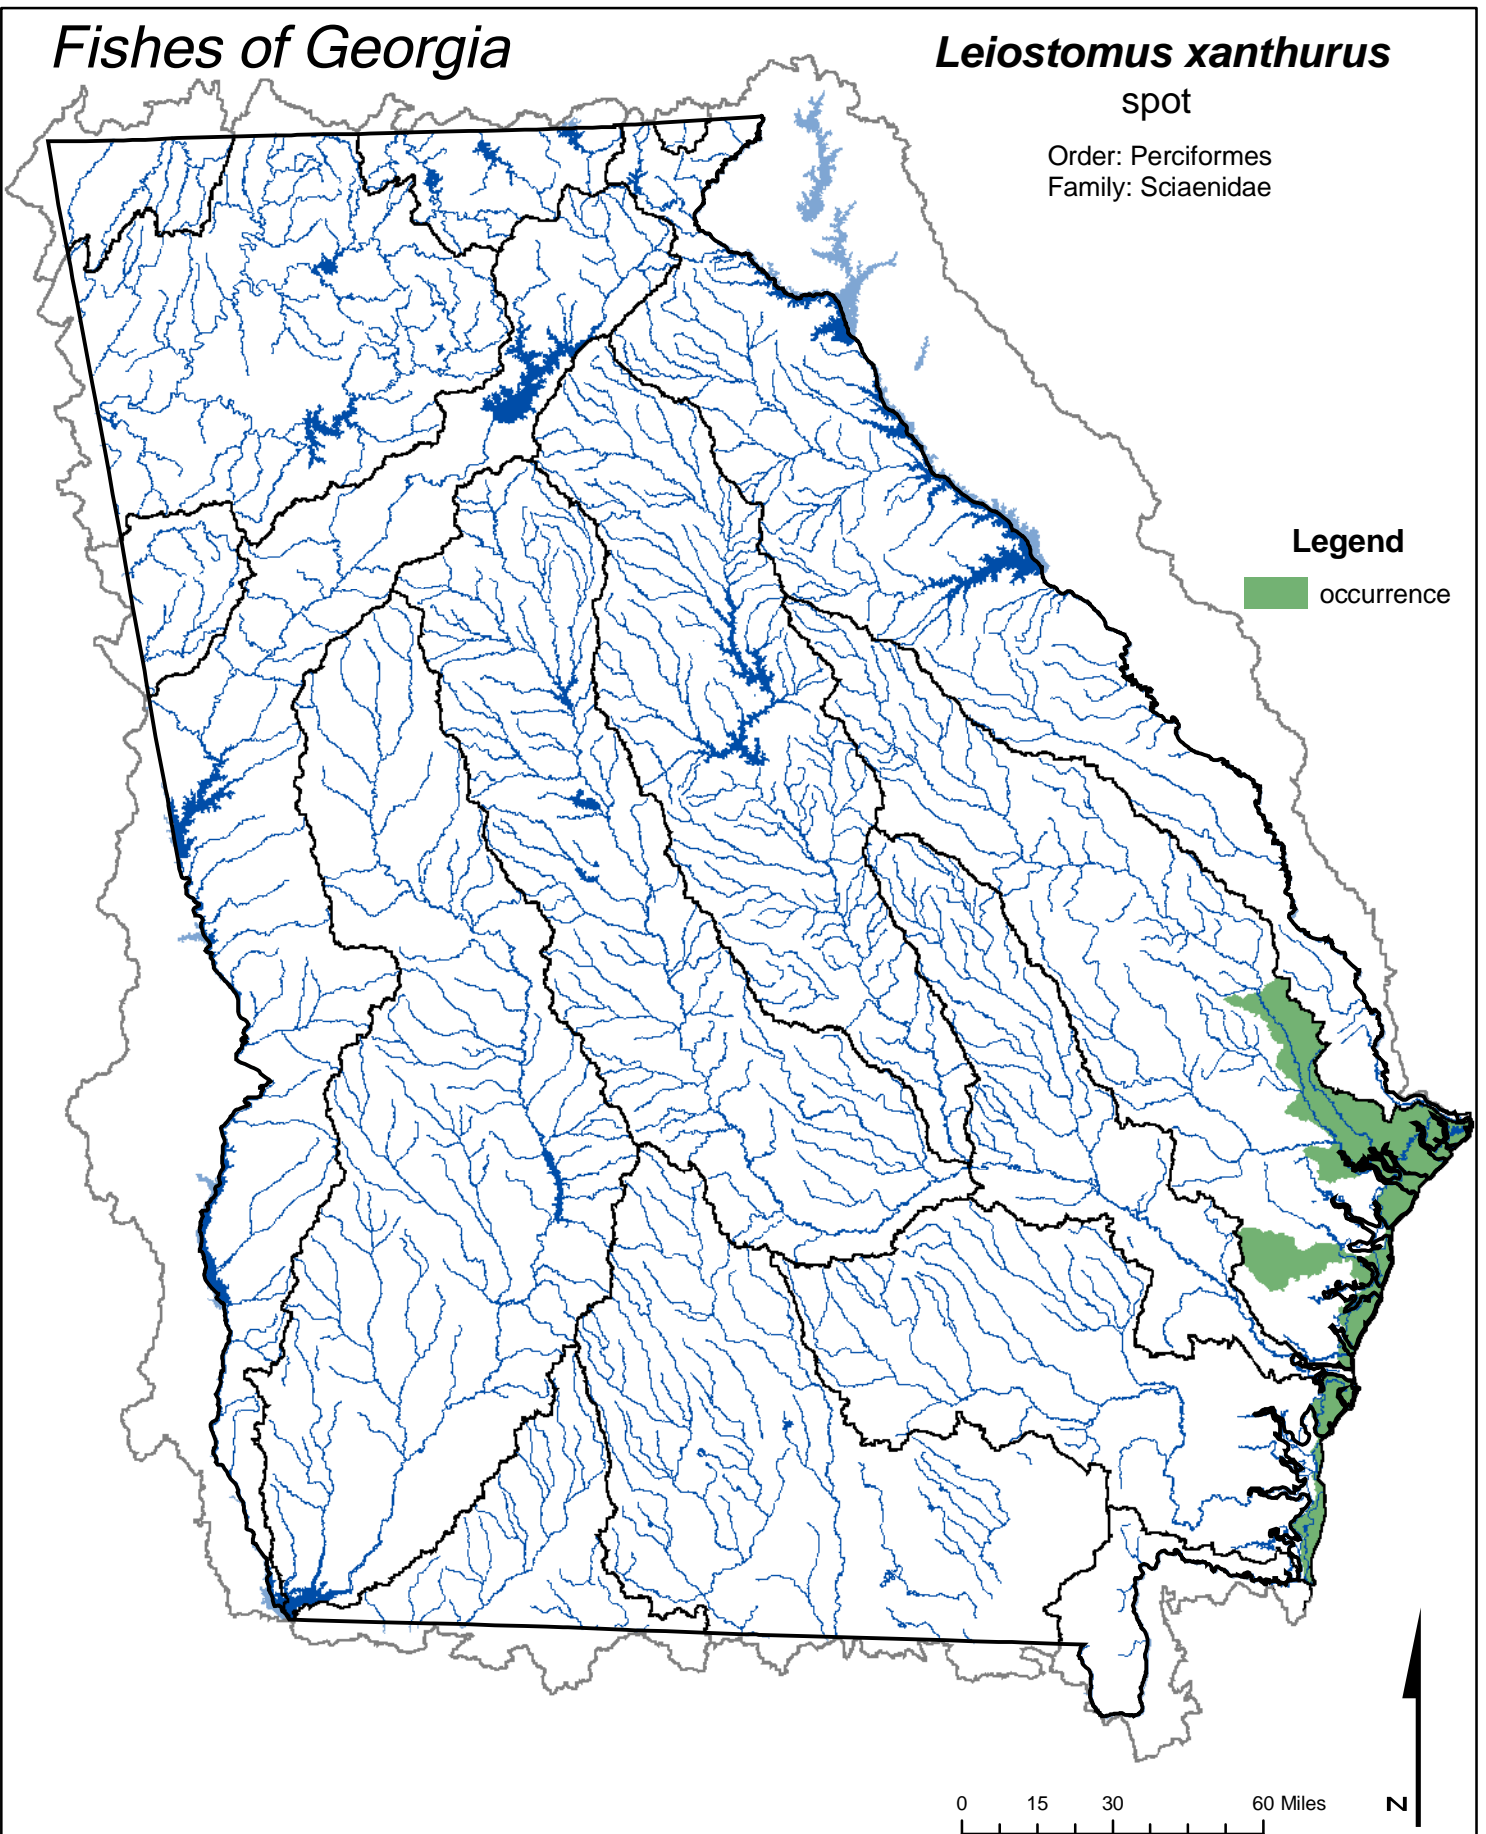 Fishes of Georgia
Leiostomus xanthurus
spot
Order: Perciformes
Family: Sciaenidae
Legend
occurrence
0 15 30 60 Miles
N